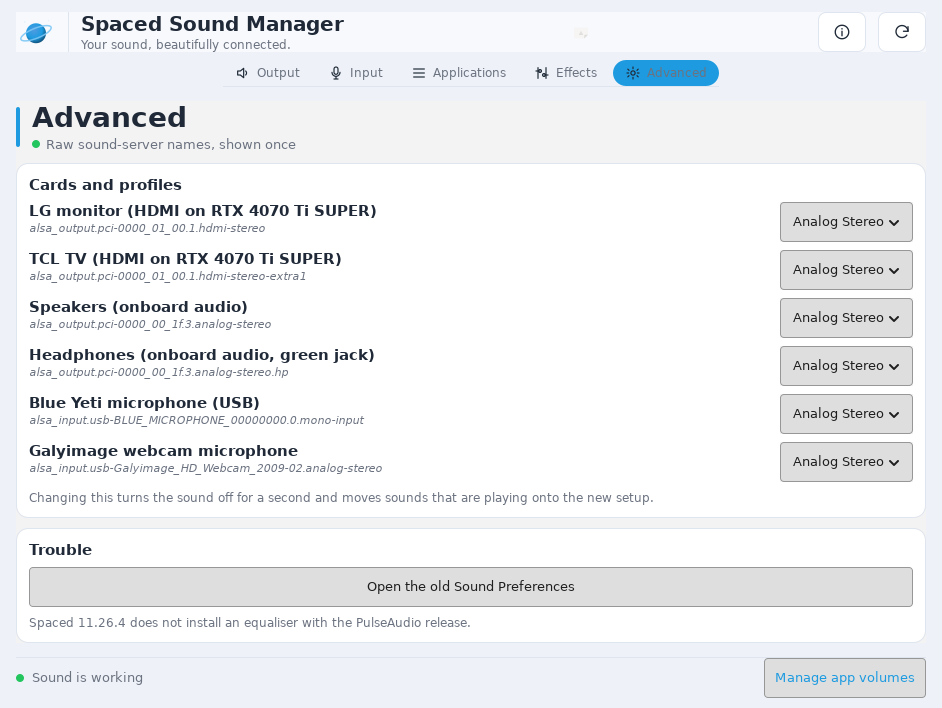 Spaced Sound Manager
Your sound, beautifully connected.
Output
Input
Applications
Effects
Advanced
Advanced
Raw sound-server names, shown once
Cards and profiles
LG monitor (HDMI on RTX 4070 Ti SUPER)
alsa_output.pci-0000_01_00.1.hdmi-stereo
Analog Stereo
TCL TV (HDMI on RTX 4070 Ti SUPER)
alsa_output.pci-0000_01_00.1.hdmi-stereo-extra1
Analog Stereo
Speakers (onboard audio)
alsa_output.pci-0000_00_1f.3.analog-stereo
Analog Stereo
Headphones (onboard audio, green jack)
alsa_output.pci-0000_00_1f.3.analog-stereo.hp
Analog Stereo
Blue Yeti microphone (USB)
alsa_input.usb-BLUE_MICROPHONE_00000000.0.mono-input
Analog Stereo
Galyimage webcam microphone
alsa_input.usb-Galyimage_HD_Webcam_2009-02.analog-stereo
Analog Stereo
Changing this turns the sound off for a second and moves sounds that are playing onto the new setup.
Trouble
Open the old Sound Preferences
Spaced 11.26.4 does not install an equaliser with the PulseAudio release.
Sound is working
Manage app volumes